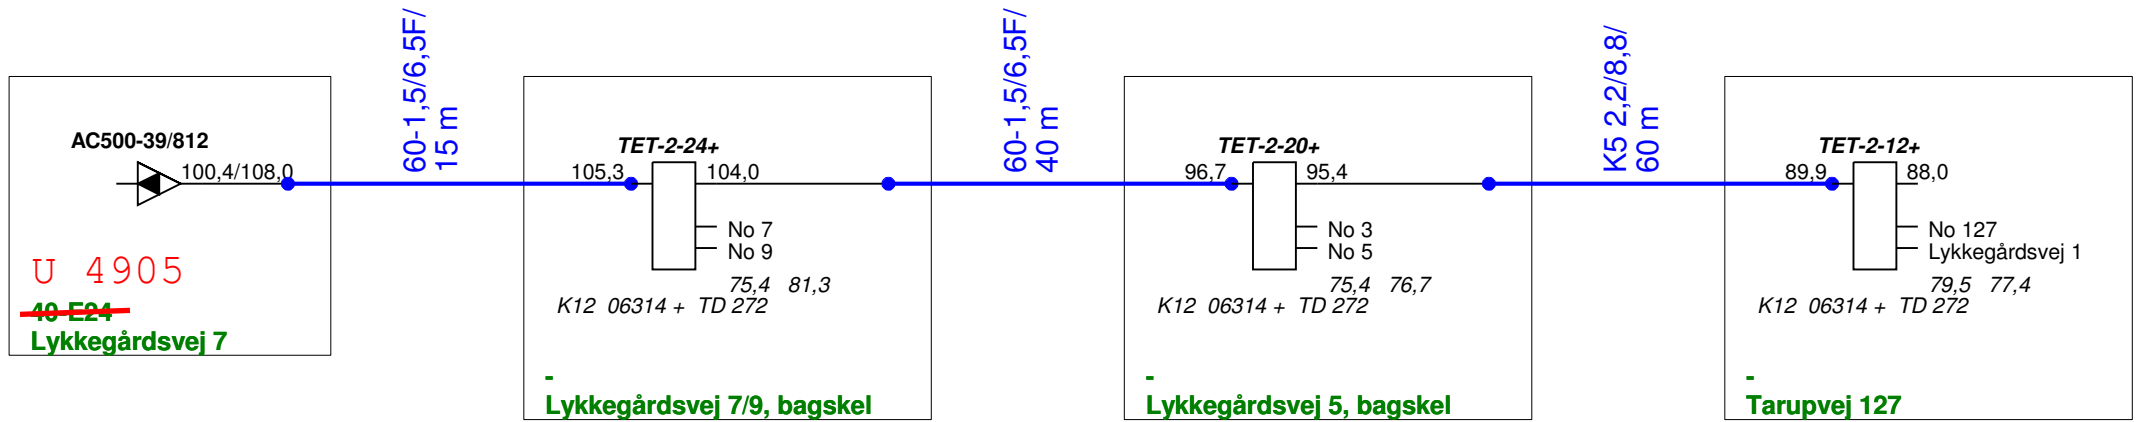 AC500-39/812
100,4/108,0
U 4905
40-E24
Lykkegårdsvej 7
60-1,5/6,5F/
15 m
TET-2-24+
105,3
104,0
No 7
No 9
75,4 81,3
K12 06314 + TD 272
-
Lykkegårdsvej 7/9, bagskel
60-1,5/6,5F/
40 m
TET-2-20+
96,7
95,4
No 3
No 5
75,4 76,7
K12 06314 + TD 272
-
Lykkegårdsvej 5, bagskel
K5 2,2/8,8/
60 m
TET-2-12+
89,9
88,0
No 127
Lykkegårdsvej 1
79,5 77,4
K12 06314 + TD 272
-
Tarupvej 127